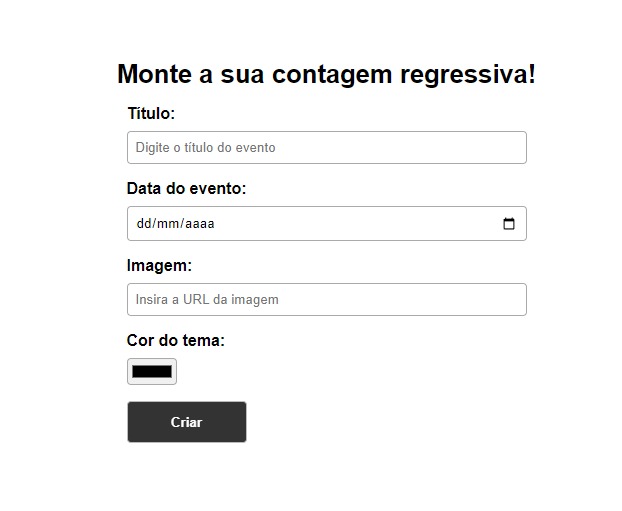 Monte a sua contagem regressiva!
Título:
Digite o título do evento
Data do evento:
dd/mm/aaaa
Imagem:
Insira a URL da imagem
Cor do tema:
Criar